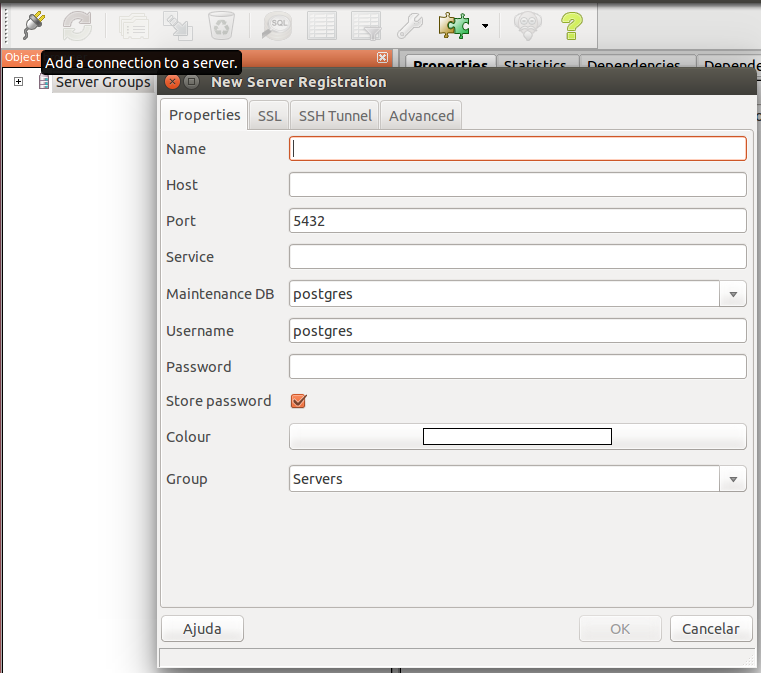 SQL
Object
Add a connection to a server.
Properties
Statistics
Dependencies
Depende
Server Groups
New Server Registration
Properties
SSL
SSH Tunnel
Advanced
Name
Host
Port
5432
Service
Maintenance DB
postgres
Username
postgres
Password
Store password
Colour
Group
Servers
Ajuda
OK
Cancelar